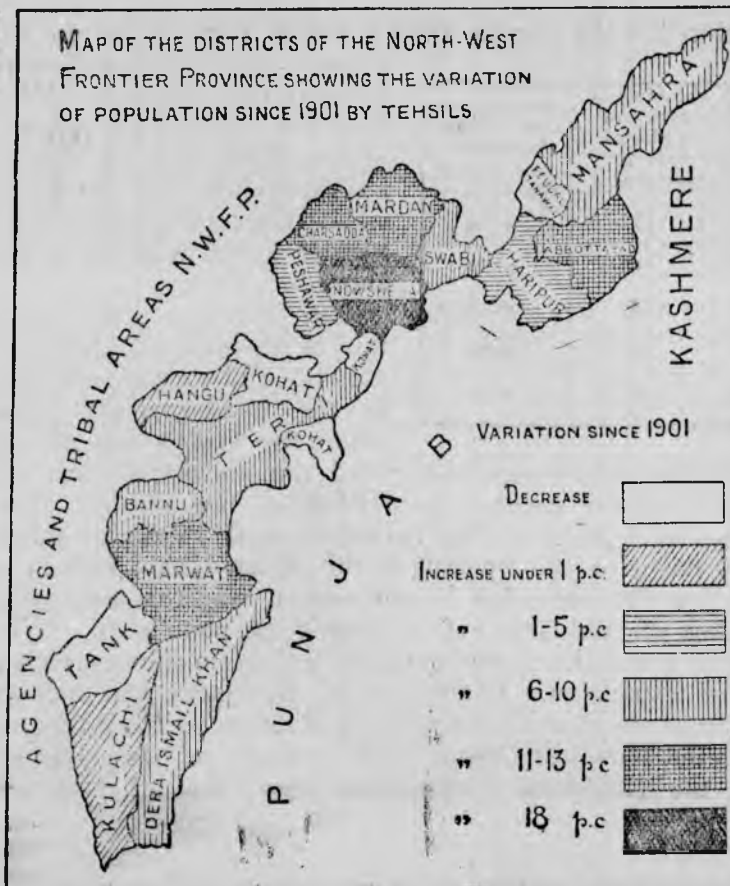 MAP OF THE DISTRICTS OF THE NORTH-WEST
FRONTIER PROVINCE SHOWING THE VARIATION
OF POPULATION SINCE 1901 BY TEHSILS
MANSAHRA
FEUDAL
ABBOTTABAD
HARIPUR
KASHMERE
MARDAN
CHARSADDA
SWABI
PESHAWAR
NOWSHERA
AGENCIES AND TRIBAL AREAS N.W.F.P.
KOHAT
KOHAT
HANGU
TERI
KOHAT
BANNU
MARWAT
TANK
KULACHI
DERA ISMAIL KHAN
PUNJAB
VARIATION SINCE 1901
DECREASE
INCREASE UNDER 1 p.c.
" 1-5 p.c
" 6-10 p.c
" 11-13 p.c
" 18 p.c